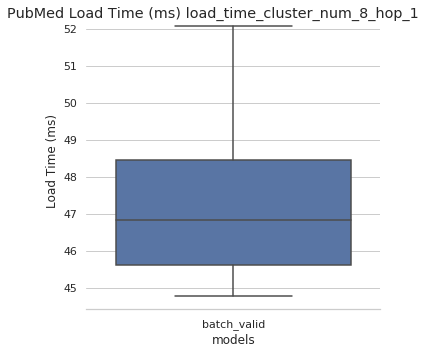 PubMed Load Time (ms) load_time_cluster_num_8_hop_1
52
51
50
49
48
47
46
45
Load Time (ms)
batch_valid
models